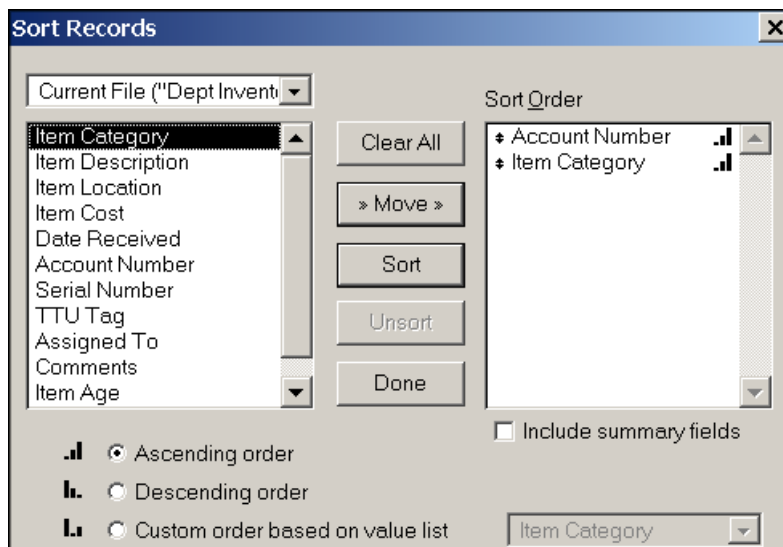 Sort Records
Current File ("Dept Invent
Sort Order
Item Category
Item Description
Item Location
Item Cost
Date Received
Account Number
Serial Number
TTU Tag
Assigned To
Comments
Item Age
Clear All
» Move »
Sort
Unsort
Done
Account Number
Item Category
Include summary fields
Ascending order
Descending order
Custom order based on value list
Item Category